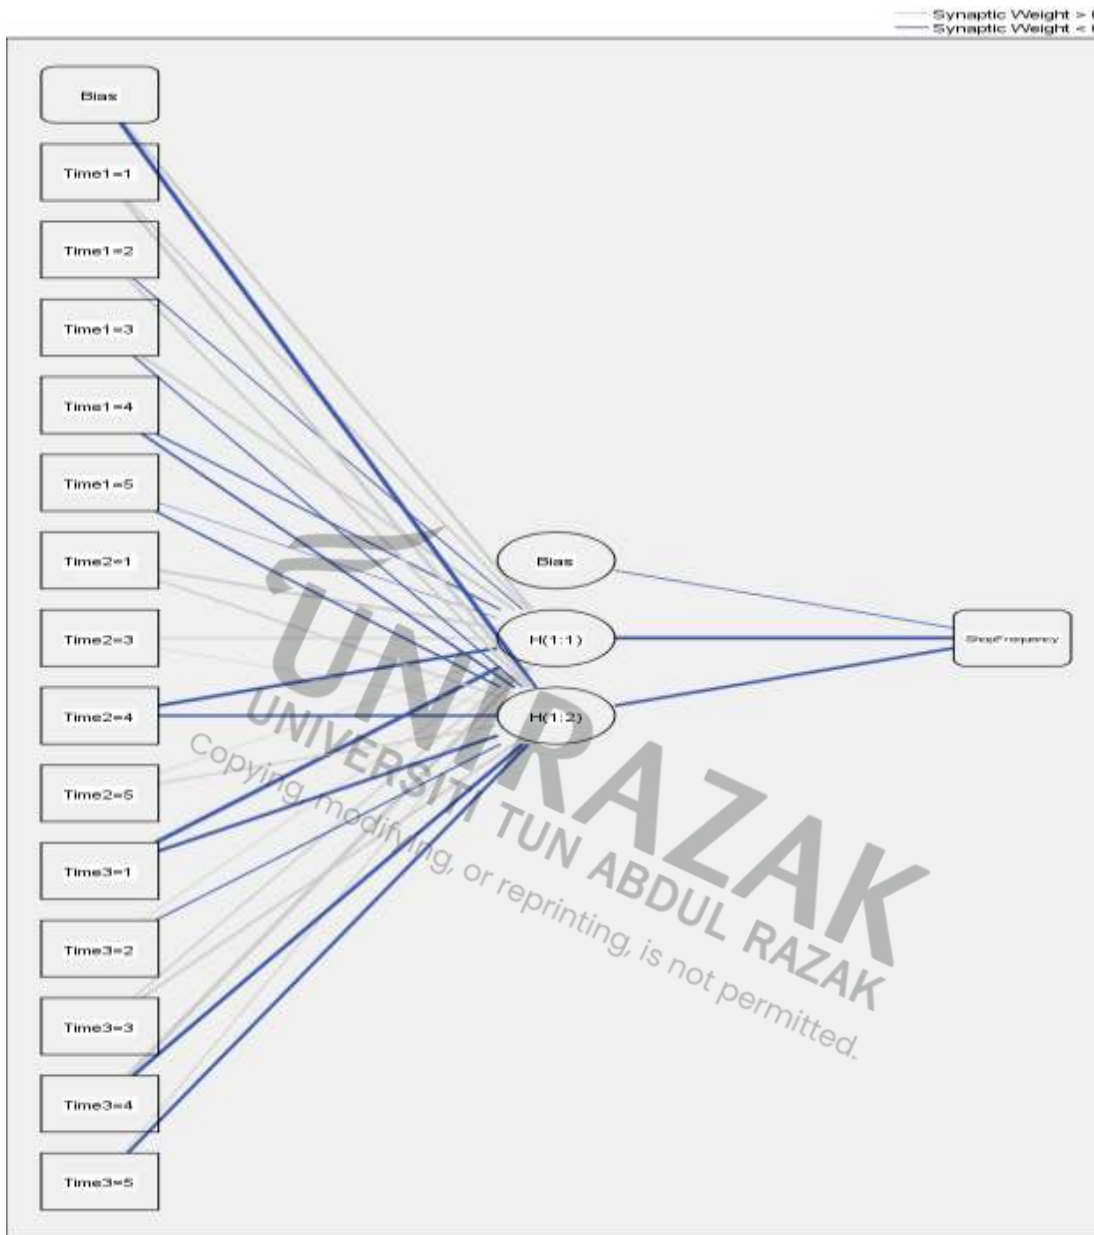 Synaptic Weight >
Synaptic Weight <
Bias
Time1=1
Time1=2
Time1=3
Time1=4
Time1=5
Time2=1
Time2=3
Time2=4
Time2=5
Time3=1
Time3=2
Time3=3
Time3=4
Time3=5
Bias
H(1:1)
H(1:2)
ShopFrequency
UNIRAZAK
UNIVERSITI TUN ABDUL RAZAK
Copying, modifying, or reprinting, is not permitted.